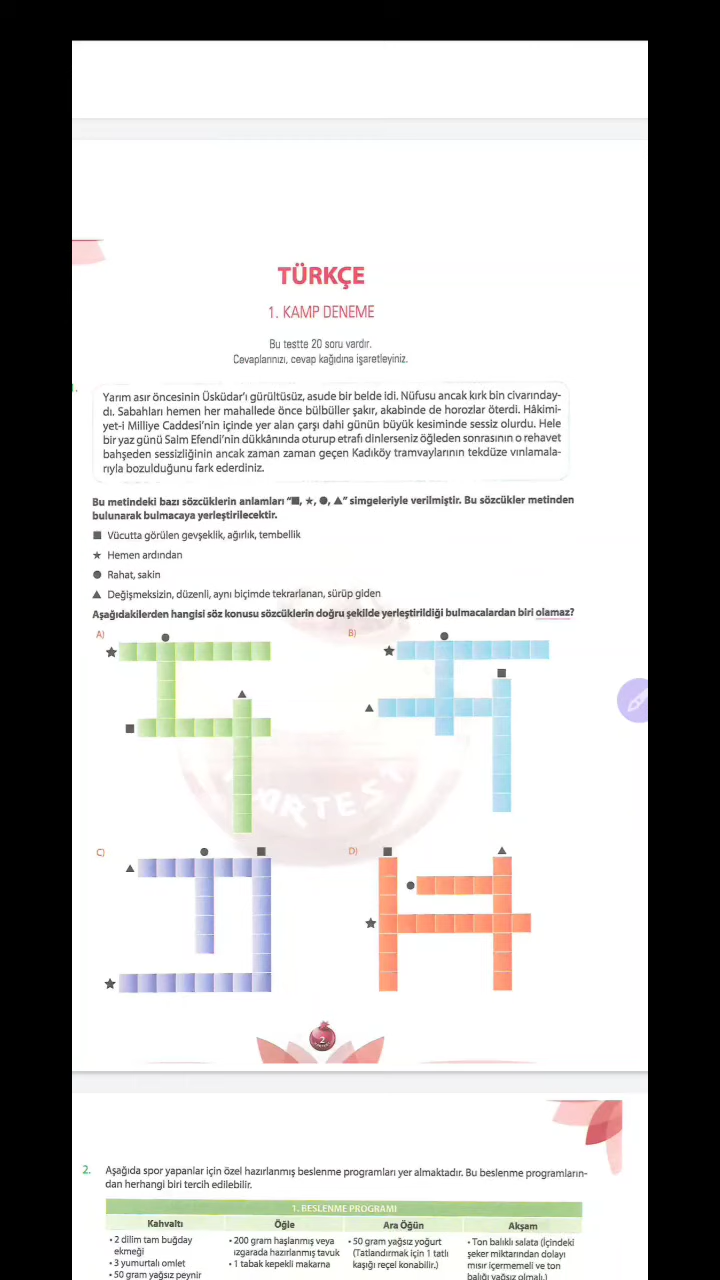 TÜRKÇE
1. KAMP DENEME
Bu testte 20 soru vardır.
Cevaplarınızı, cevap kağıdına işaretleyiniz.
1.
Yarım asır öncesinin Üsküdar'ı gürültüsüz, asude bir belde idi. Nüfusu ancak kırk bin civarınday-
dı. Sabahları hemen her mahallede önce bülbüller şakır, akabinde de horozlar öterdi. Hâkimi-
yet-i Milliye Caddesi'nin içinde yer alan çarşı dahi günün büyük kesiminde sessiz olurdu. Hele
bir yaz günü Saim Efendi'nin dükkânında oturup etrafı dinlerseniz öğleden sonrasının o rehavet
bahşeden sessizliğinin ancak zaman zaman geçen Kadıköy tramvaylarının tekdüze vınlamala-
rıyla bozulduğunu fark ederdiniz.
Bu metindeki bazı sözcüklerin anlamları "■, ★, ●, ▲" simgeleriyle verilmiştir. Bu sözcükler metinden
bulunarak bulmacaya yerleştirilecektir.
■ Vücutta görülen gevşeklik, ağırlık, tembellik
★ Hemen ardından
● Rahat, sakin
▲ Değişmeksizin, düzenli, aynı biçimde tekrarlanan, sürüp giden
Aşağıdakilerden hangisi söz konusu sözcüklerin doğru şekilde yerleştirildiği bulmacalardan biri olamaz?
A)
B)
C)
D)
2
2. Aşağıda spor yapanlar için özel hazırlanmış beslenme programları yer almaktadır. Bu beslenme programların-
dan herhangi biri tercih edilebilir.
1. BESLENME PROGRAMI
Kahvaltı Öğle Ara Öğün Akşam
• 2 dilim tam buğday
ekmeği
• 3 yumurtalı omlet
• 50 gram yağsız peynir
• 200 gram haşlanmış veya
ızgarada hazırlanmış tavuk
• 1 tabak kepekli makarna
• 50 gram yağsız yoğurt
(Tatlandırmak için 1 tatlı
kaşığı reçel konabilir.)
• Ton balıklı salata (İçindeki
şeker miktarından dolayı
mısır içermemeli ve ton
balığı yağsız olmalı.)